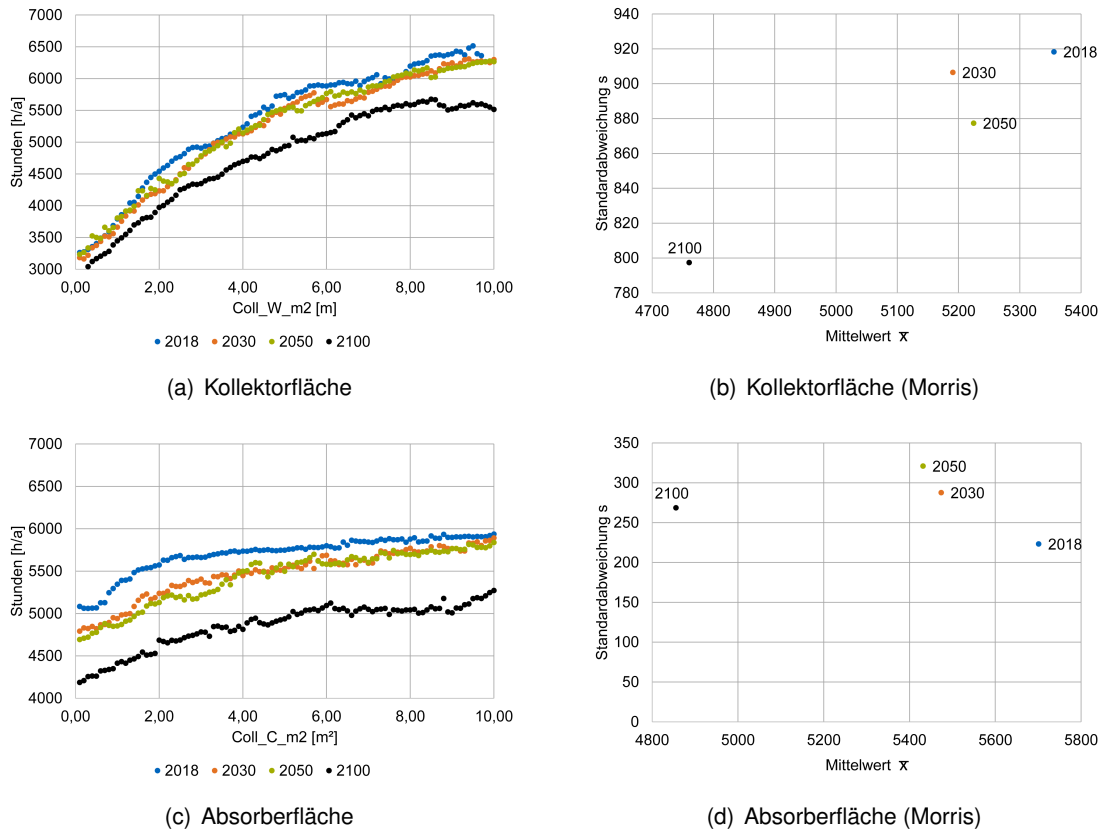 7000
6500
6000
5500
5000
4500
4000
3500
3000
Stunden [h/a]
0,00 2,00 4,00 6,00 8,00 10,00
Coll_W_m2 [m]
2018 2030 2050 2100
(a) Kollektorfläche
940
920
900
880
860
840
820
800
780
Standardabweichung s
2018
2030
2050
2100
4700 4800 4900 5000 5100 5200 5300 5400
Mittelwert x̅
(b) Kollektorfläche (Morris)
7000
6500
6000
5500
5000
4500
4000
Stunden [h/a]
0,00 2,00 4,00 6,00 8,00 10,00
Coll_C_m2 [m²]
2018 2030 2050 2100
(c) Absorberfläche
350
300
250
200
150
100
50
0
Standardabweichung s
2050
2100
2030
2018
4800 5000 5200 5400 5600 5800
Mittelwert x̅
(d) Absorberfläche (Morris)